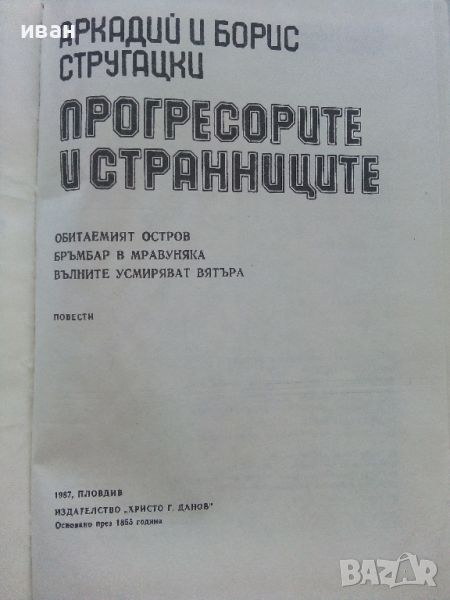 иван
АРКАДИЙ И БОРИС
СТРУГАЦКИ
ПРОГРЕСОРИТЕ
И СТРАННИЦИТЕ
ОБИТАЕМИЯТ ОСТРОВ
БРЪМБАР В МРАВУНЯКА
ВЪЛНИТЕ УСМИРЯВАТ ВЯТЪРА
ПОВЕСТИ
1987, ПЛОВДИВ
ИЗДАТЕЛСТВО „ХРИСТО Г. ДАНОВ"
Основано през 1855 година
BAZAR